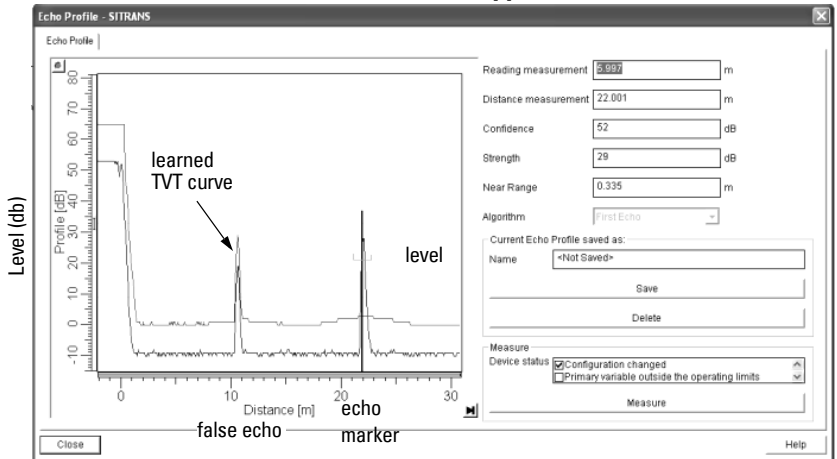 Echo Profile - SITRANS
Echo Profile
Level (db)
Profile [dB]
80
70
60
50
40
30
20
10
0
-10
learned
TVT curve
level
0
10
20
30
Distance [m]
echo
marker
false echo
Reading measurement 5.997 m
Distance measurement 22.001 m
Confidence 52 dB
Strength 29 dB
Near Range 0.335 m
Algorithm First Echo
Current Echo Profile saved as:
Name <Not Saved>
Save
Delete
Measure
Device status Configuration changed
Primary variable outside the operating limits
Measure
Close
Help